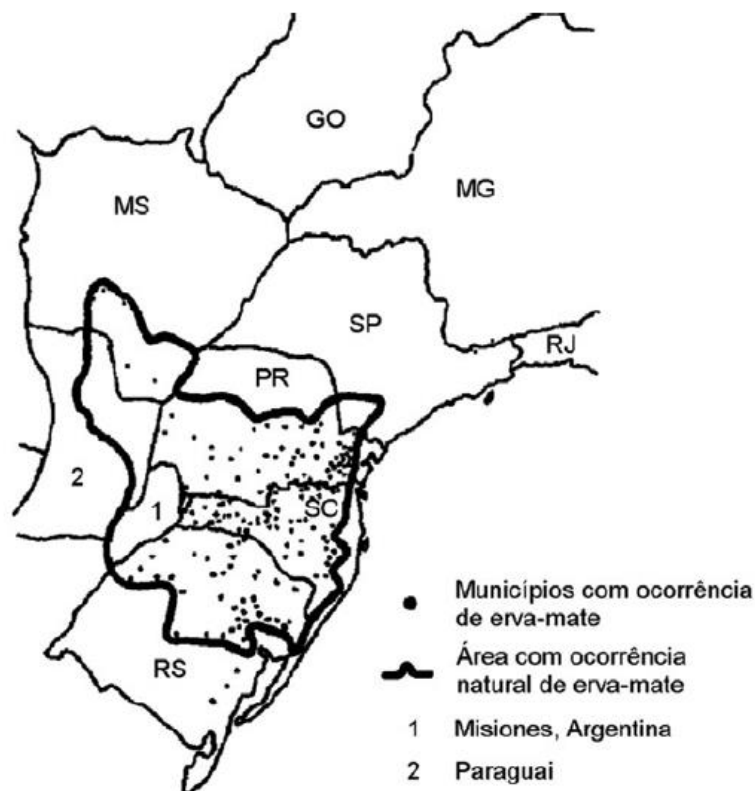 GO
MG
MS
SP
RJ
PR
2
1
SC
RS
Municípios com ocorrência
de erva-mate
Área com ocorrência
natural de erva-mate
1 Misiones, Argentina
2 Paraguai